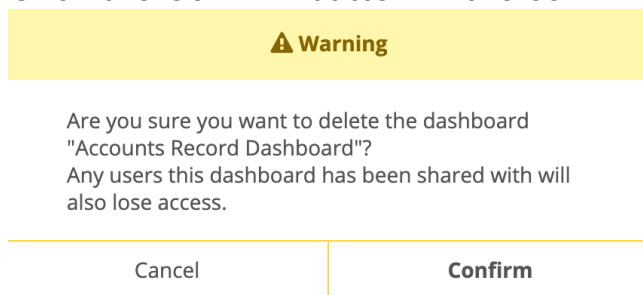 Warning
Are you sure you want to delete the dashboard
"Accounts Record Dashboard"?
Any users this dashboard has been shared with will
also lose access.
Cancel
Confirm